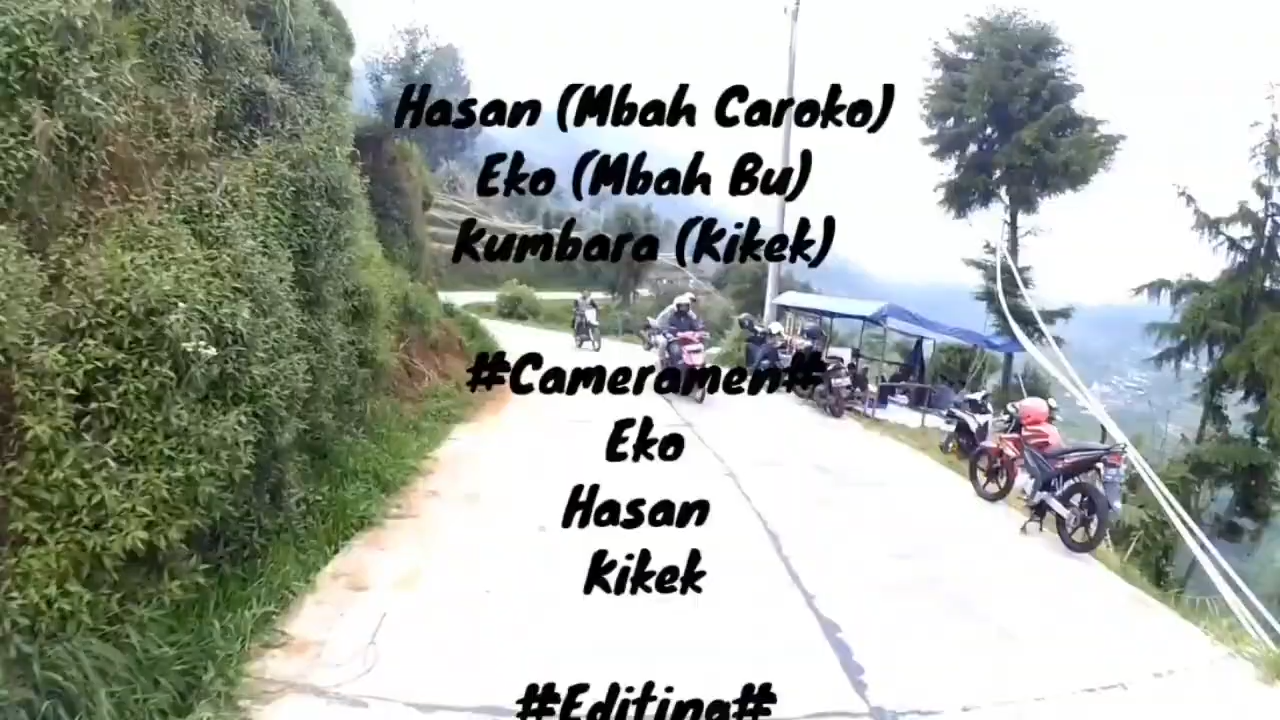 Hasan (Mbah Caroko)
Eko (Mbah Bu)
Kumbara (Kikek)
#Cameramen#
Eko
Hasan
Kikek
#Editing#